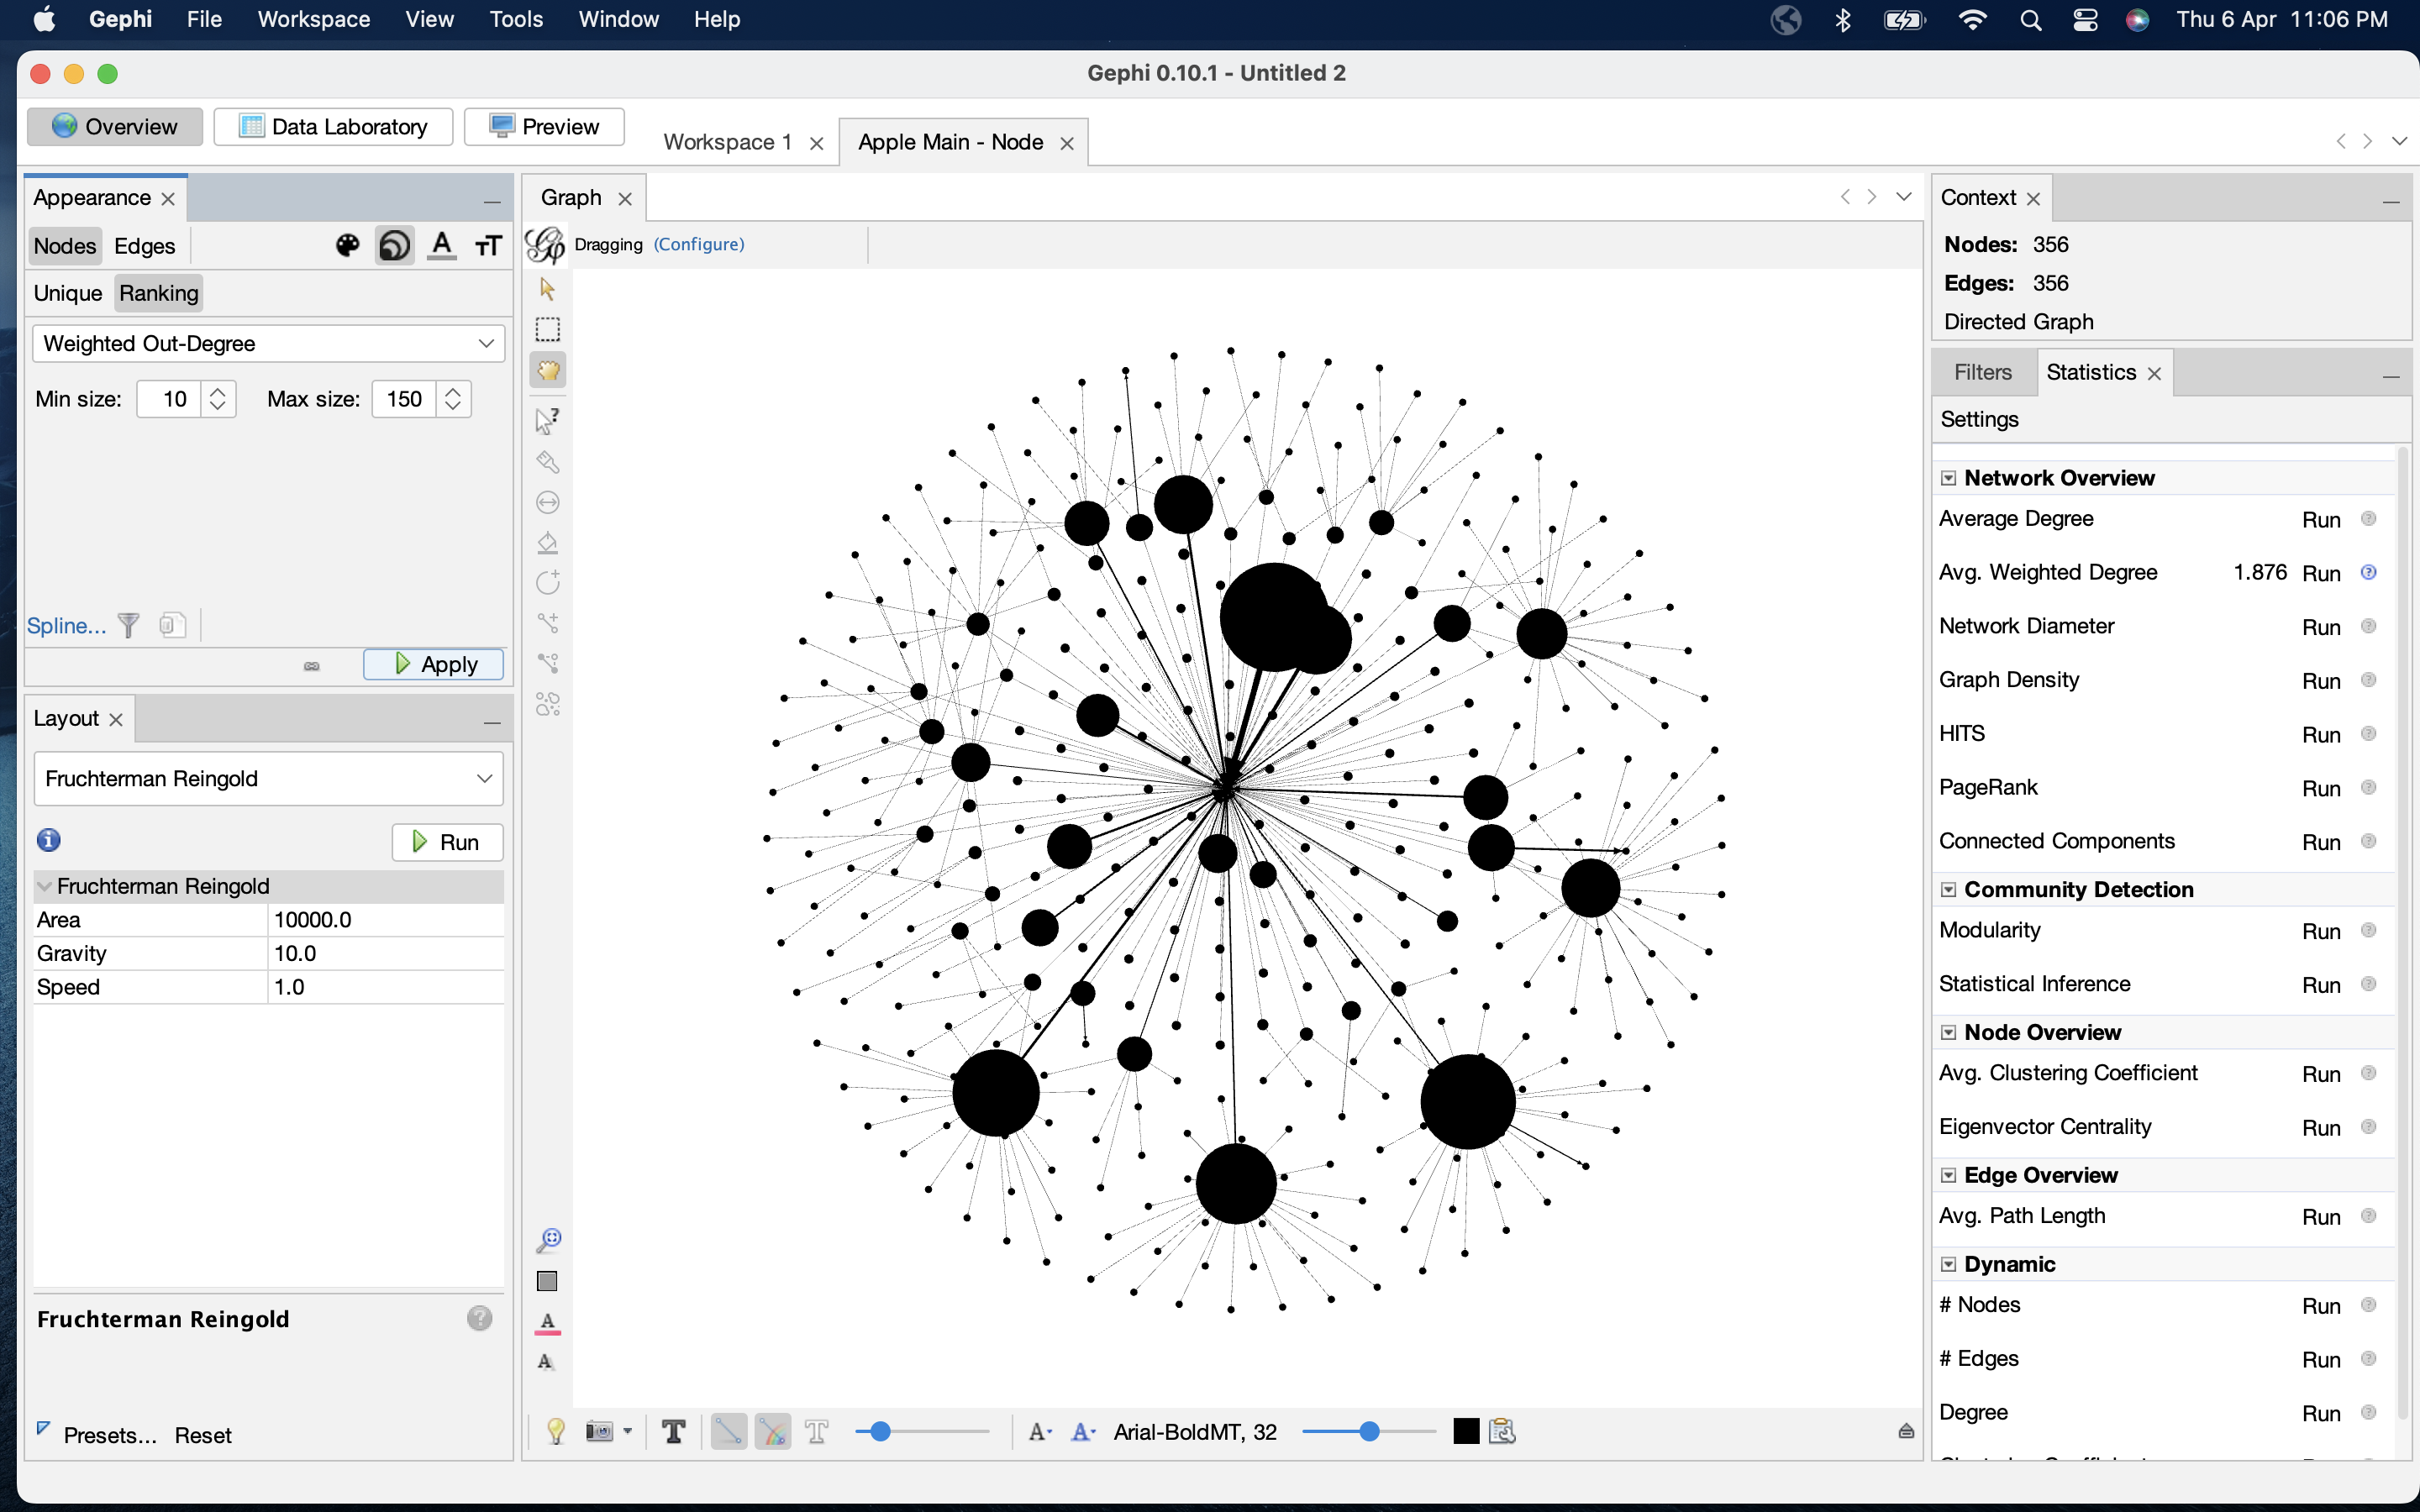 Gephi File Workspace View Tools Window Help Thu 6 Apr 11:06 PM
Gephi 0.10.1 - Untitled 2
Overview Data Laboratory Preview Workspace 1 Apple Main - Node
Appearance
Nodes Edges
Unique Ranking
Weighted Out-Degree
Min size: 10 Max size: 150
Spline...
Apply
Layout
Fruchterman Reingold
Run
Fruchterman Reingold
Area 10000.0
Gravity 10.0
Speed 1.0
Fruchterman Reingold
Presets... Reset
Graph
Dragging (Configure)
Arial-BoldMT, 32
Context
Nodes: 356
Edges: 356
Directed Graph
Filters Statistics
Settings
Network Overview
Average Degree Run
Avg. Weighted Degree 1.876 Run
Network Diameter Run
Graph Density Run
HITS Run
PageRank Run
Connected Components Run
Community Detection
Modularity Run
Statistical Inference Run
Node Overview
Avg. Clustering Coefficient Run
Eigenvector Centrality Run
Edge Overview
Avg. Path Length Run
Dynamic
# Nodes Run
# Edges Run
Degree Run